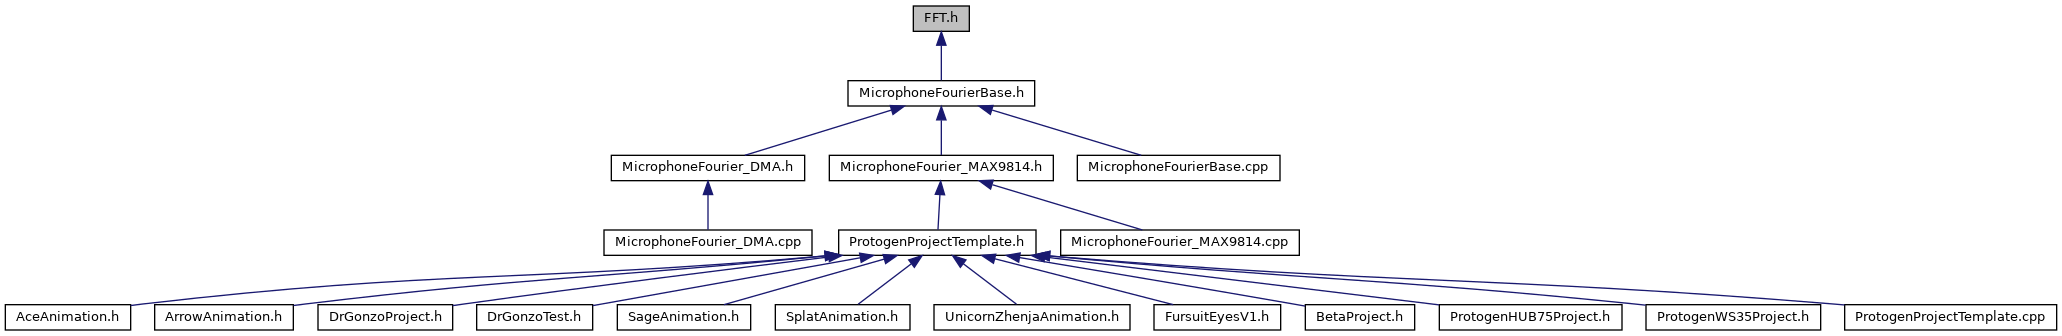 FFT.h
MicrophoneFourierBase.h
MicrophoneFourier_DMA.h
MicrophoneFourier_MAX9814.h
MicrophoneFourierBase.cpp
MicrophoneFourier_DMA.cpp
ProtogenProjectTemplate.h
MicrophoneFourier_MAX9814.cpp
AceAnimation.h
ArrowAnimation.h
DrGonzoProject.h
DrGonzoTest.h
SageAnimation.h
SplatAnimation.h
UnicornZhenjaAnimation.h
FursuitEyesV1.h
BetaProject.h
ProtogenHUB75Project.h
ProtogenWS35Project.h
ProtogenProjectTemplate.cpp